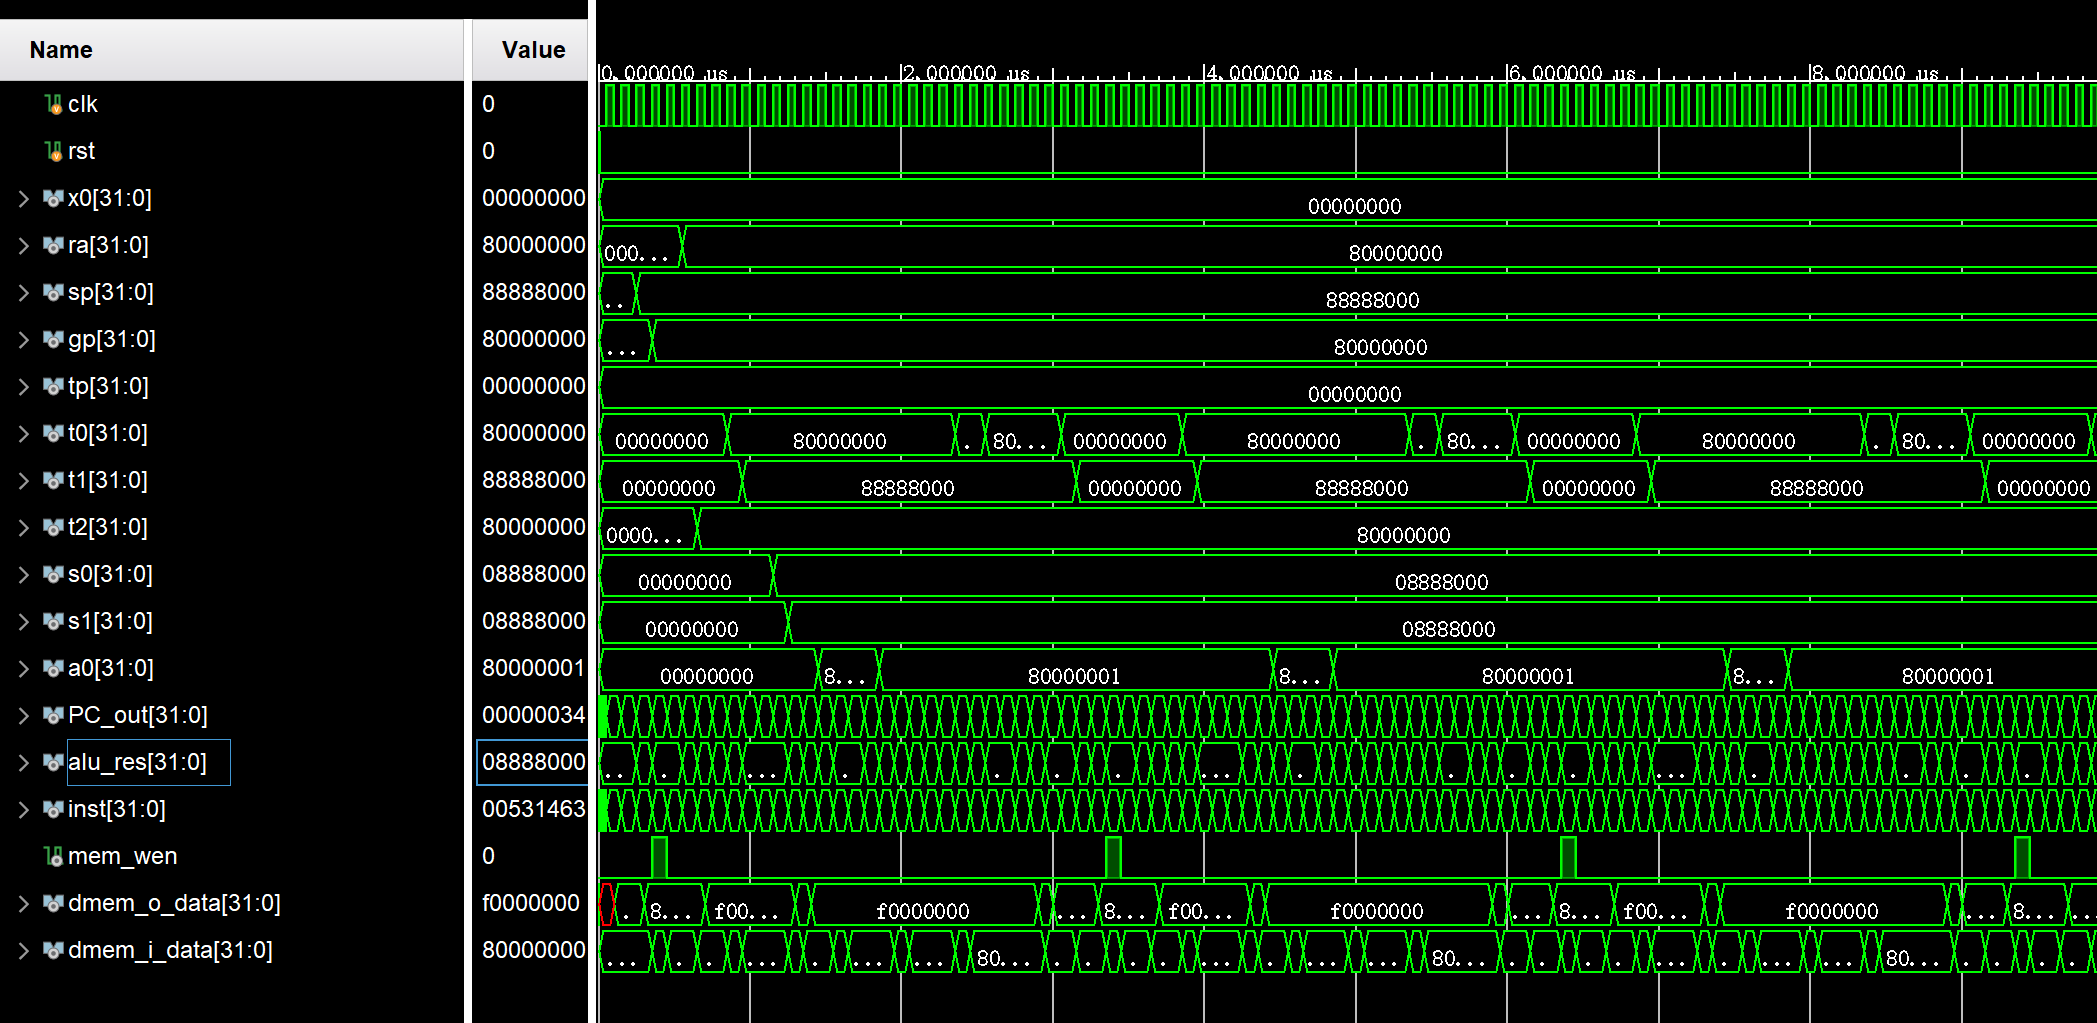 Name Value
0.000000 us 2.000000 us 4.000000 us 6.000000 us 8.000000 us
clk 0
rst 0
x0[31:0] 00000000 00000000
ra[31:0] 80000000 000... 80000000
sp[31:0] 88888000 .. 88888000
gp[31:0] 80000000 ... 80000000
tp[31:0] 00000000 00000000
t0[31:0] 80000000 00000000 80000000 . 80... 00000000 80000000 . 80... 00000000 80000000 . 80... 00000000
t1[31:0] 88888000 00000000 88888000 00000000 88888000 00000000 88888000 00000000
t2[31:0] 80000000 0000... 80000000
s0[31:0] 08888000 00000000 08888000
s1[31:0] 08888000 00000000 08888000
a0[31:0] 80000001 00000000 8... 80000001 8... 80000001 8... 80000001
PC_out[31:0] 00000034
alu_res[31:0] 08888000 .. . ... . . . . ... . . . . ... . . .
inst[31:0] 00531463
mem_wen 0
dmem_o_data[31:0] f0000000 . 8... f00... f0000000 ... 8... f00... f0000000 ... 8... f00... f0000000 ... 8... ..
dmem_i_data[31:0] 80000000 ... . . ... . ... ... 80... . . . ... . ... ... 80... . . . ... . ... ... 80... . . . .